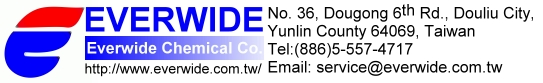 EVERWIDE
Everwide Chemical Co.
http://www.everwide.com.tw/
No. 36, Dougong 6th Rd., Douliu City,
Yunlin County 64069, Taiwan
Tel:(886)5-557-4717
Email: service@everwide.com.tw